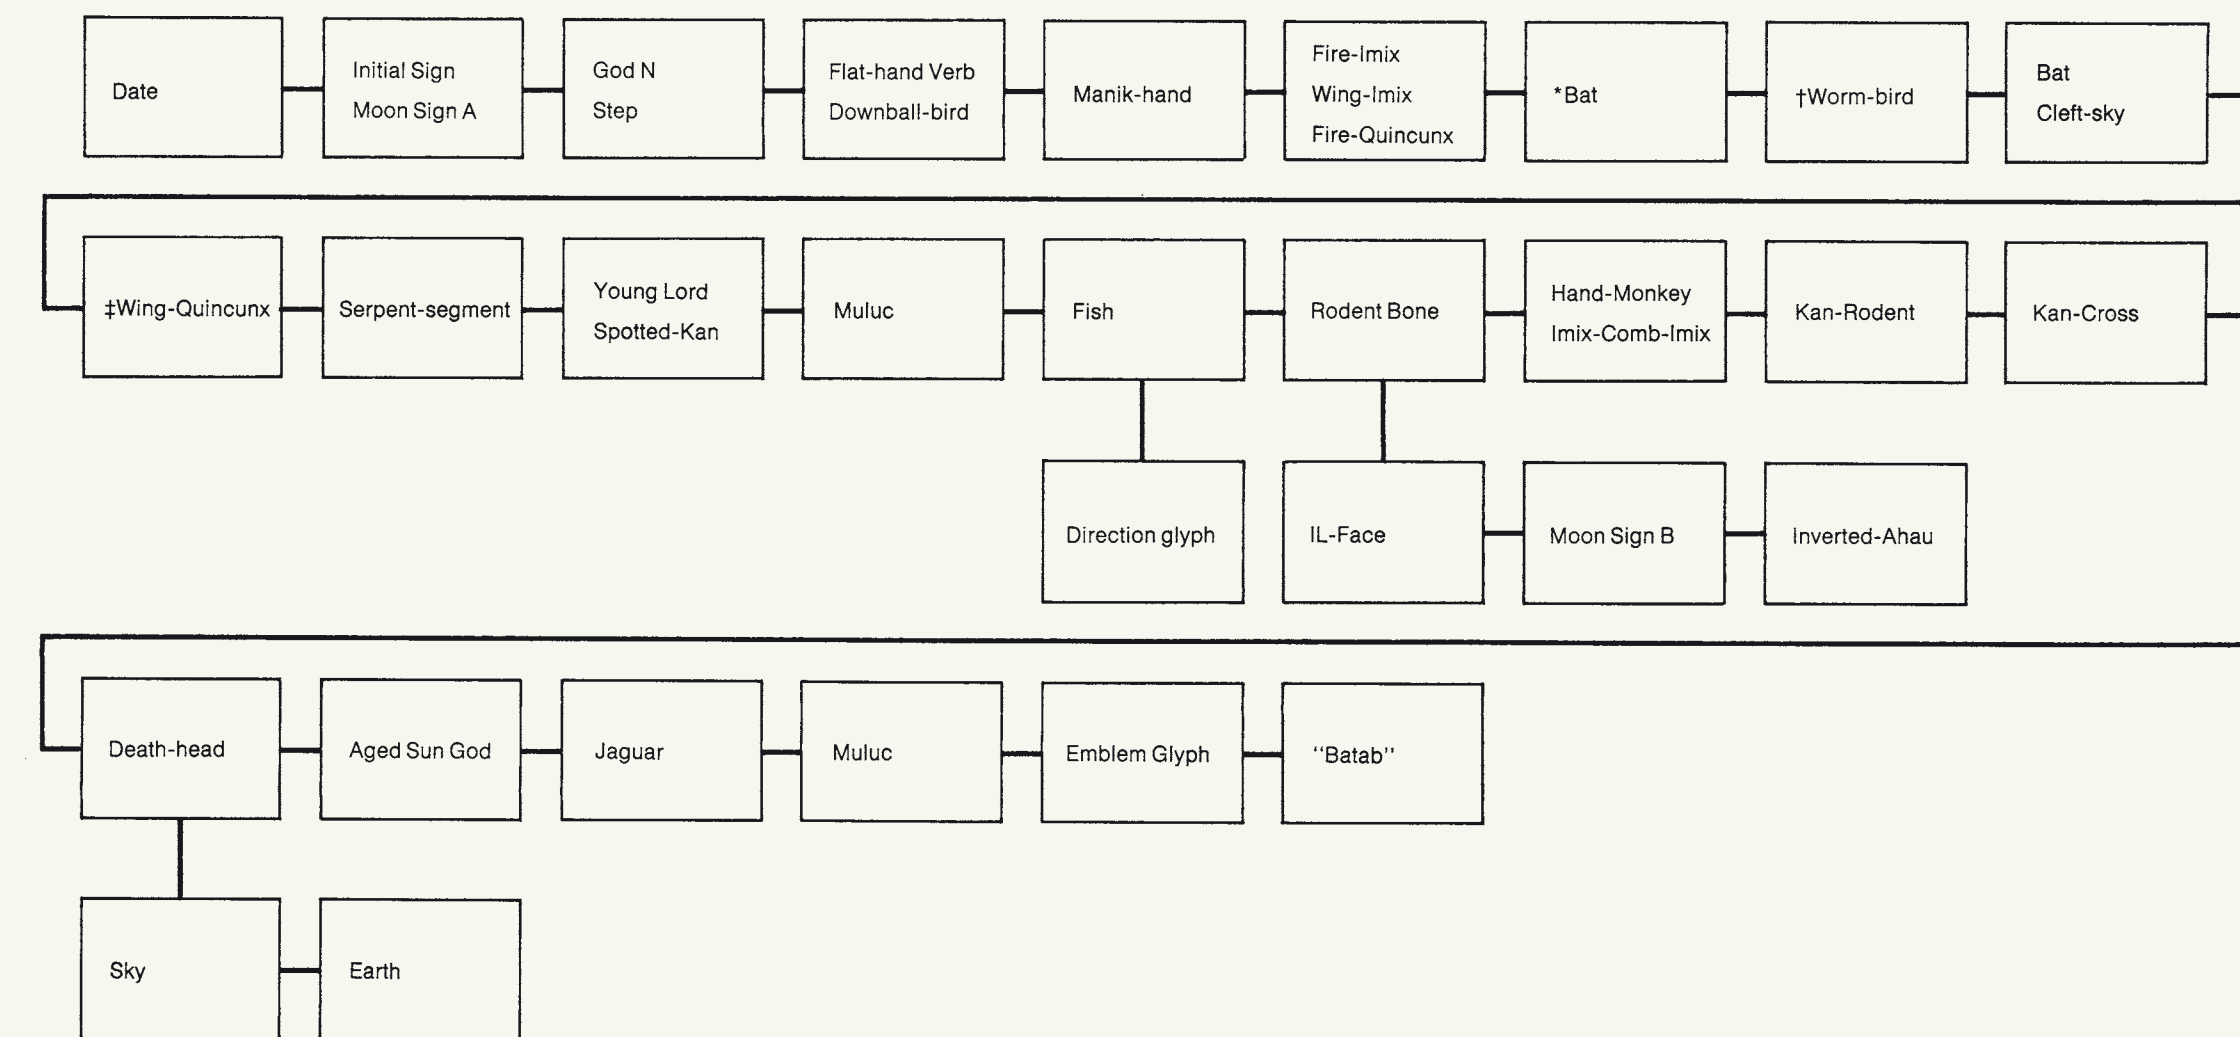 Date
Initial Sign
Moon Sign A
God N
Step
Flat-hand Verb
Downball-bird
Manik-hand
Fire-Imix
Wing-Imix
Fire-Quincunx
*Bat
†Worm-bird
Bat
Cleft-sky
‡Wing-Quincunx
Serpent-segment
Young Lord
Spotted-Kan
Muluc
Fish
Rodent Bone
Hand-Monkey
Imix-Comb-Imix
Kan-Rodent
Kan-Cross
Direction glyph
IL-Face
Moon Sign B
Inverted-Ahau
Death-head
Aged Sun God
Jaguar
Muluc
Emblem Glyph
"Batab"
Sky
Earth